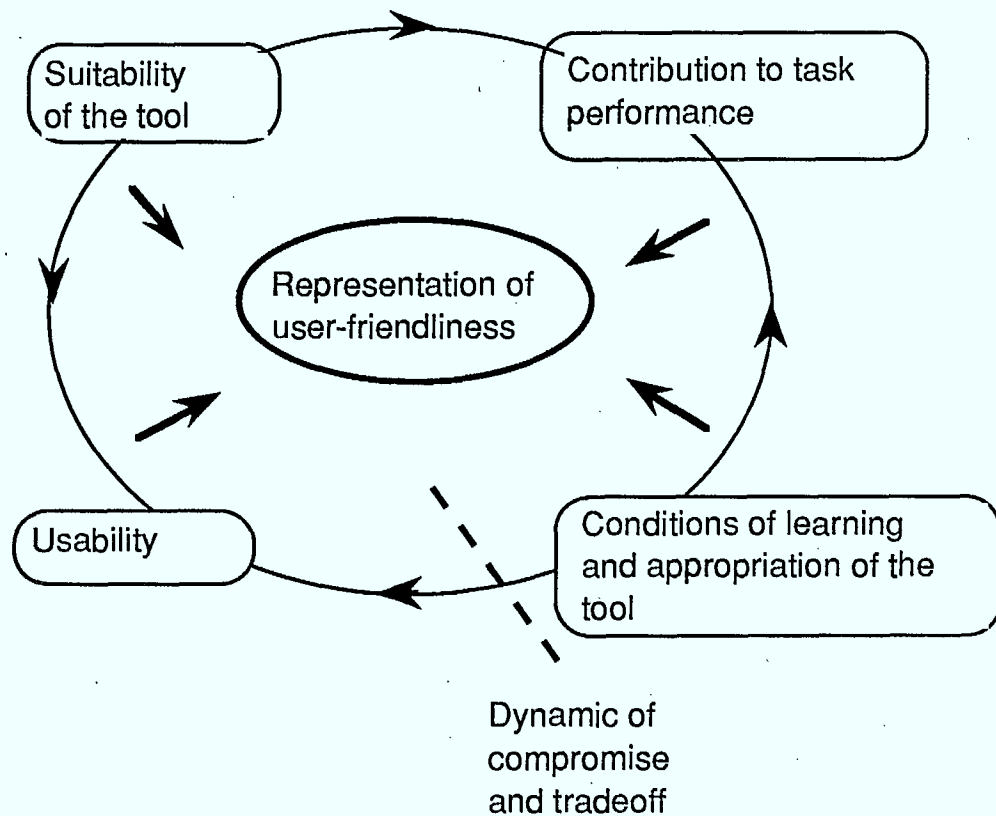 Suitability
of the tool
Contribution to task
performance
Representation of
user-friendliness
Usability
Conditions of learning
and appropriation of the
tool
Dynamic of
compromise
and tradeoff